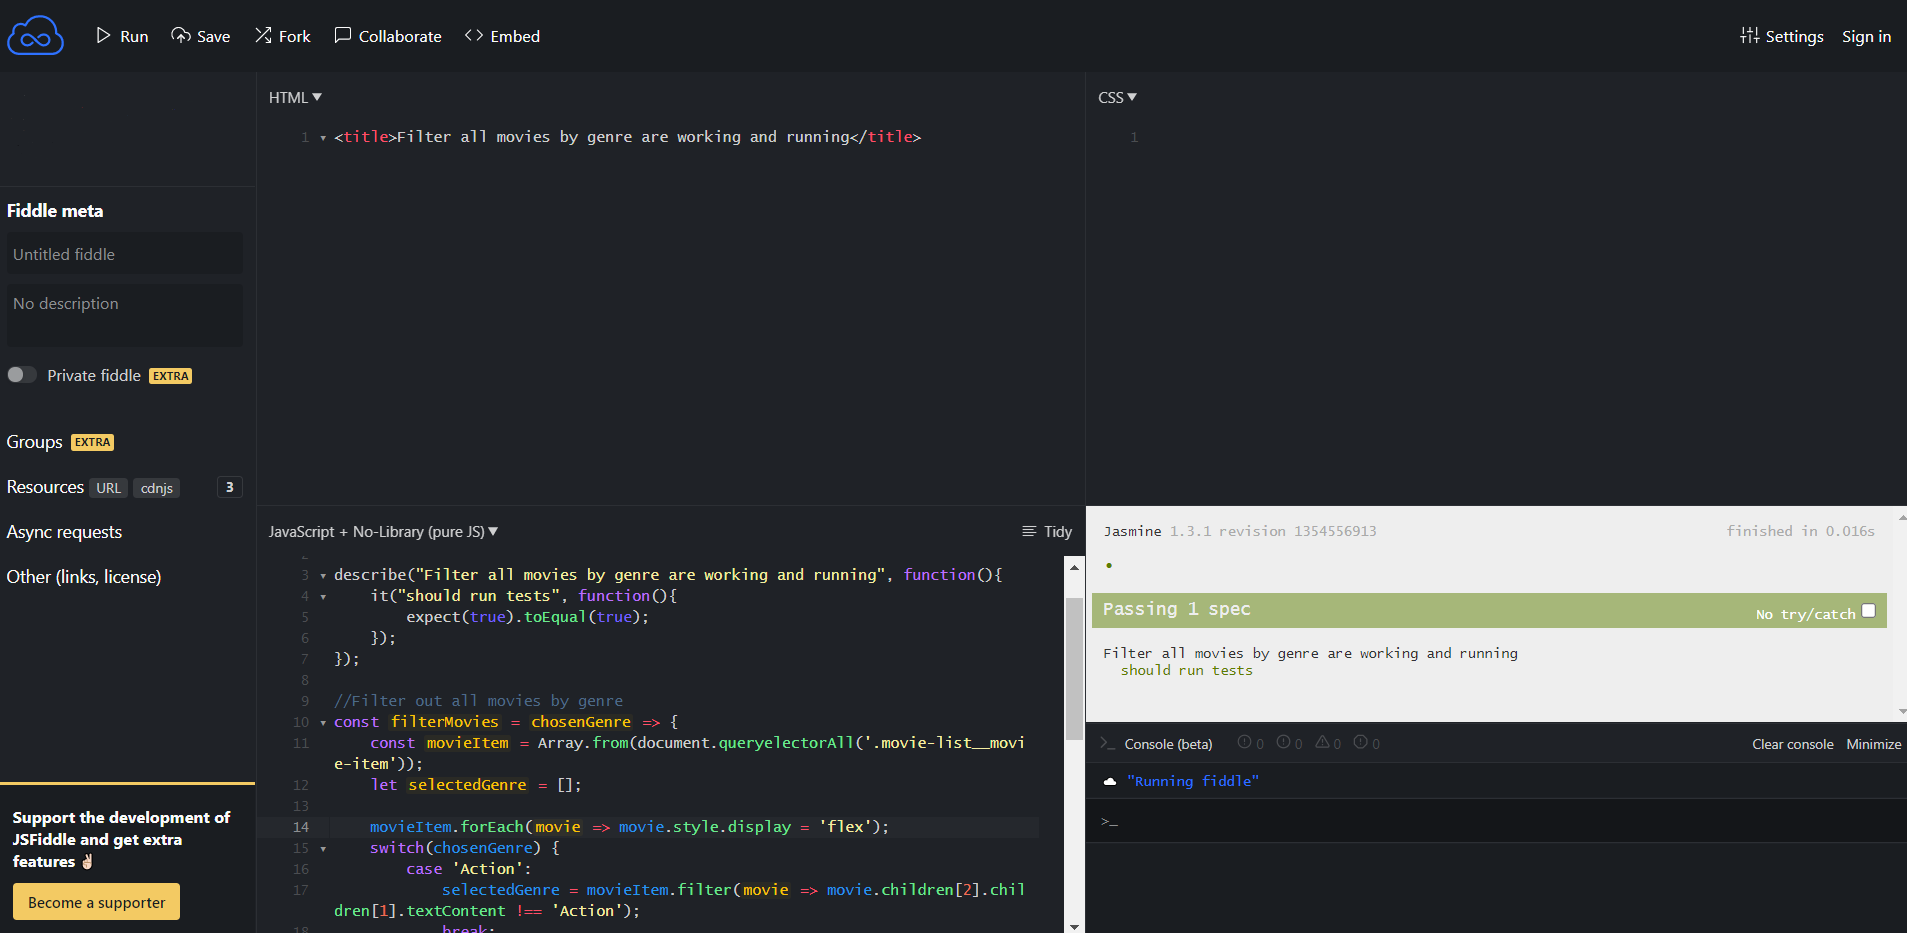 Run Save Fork Collaborate Embed Settings Sign in
Fiddle meta
Untitled fiddle
No description
Private fiddle EXTRA
Groups EXTRA
Resources URL cdnjs 3
Async requests
Other (links, license)
Support the development of
JSFiddle and get extra
features ✌🏻
Become a supporter
HTML ▼
1 <title>Filter all movies by genre are working and running</title>
CSS ▼
1
JavaScript + No-Library (pure JS) ▼ Tidy
2
3 describe("Filter all movies by genre are working and running", function(){
4 it("should run tests", function(){
5 expect(true).toEqual(true);
6 });
7 });
8
9 //Filter out all movies by genre
10 const filterMovies = chosenGenre => {
11 const movieItem = Array.from(document.queryelectorAll('.movie-list__movi
e-item'));
12 let selectedGenre = [];
13
14 movieItem.forEach(movie => movie.style.display = 'flex');
15 switch(chosenGenre) {
16 case 'Action':
17 selectedGenre = movieItem.filter(movie => movie.children[2].chil
dren[1].textContent !== 'Action');
18 break;
Jasmine 1.3.1 revision 1354556913 finished in 0.016s
•
Passing 1 spec No try/catch
Filter all movies by genre are working and running
should run tests
>_ Console (beta) 0 0 0 0 Clear console Minimize
"Running fiddle"
>_